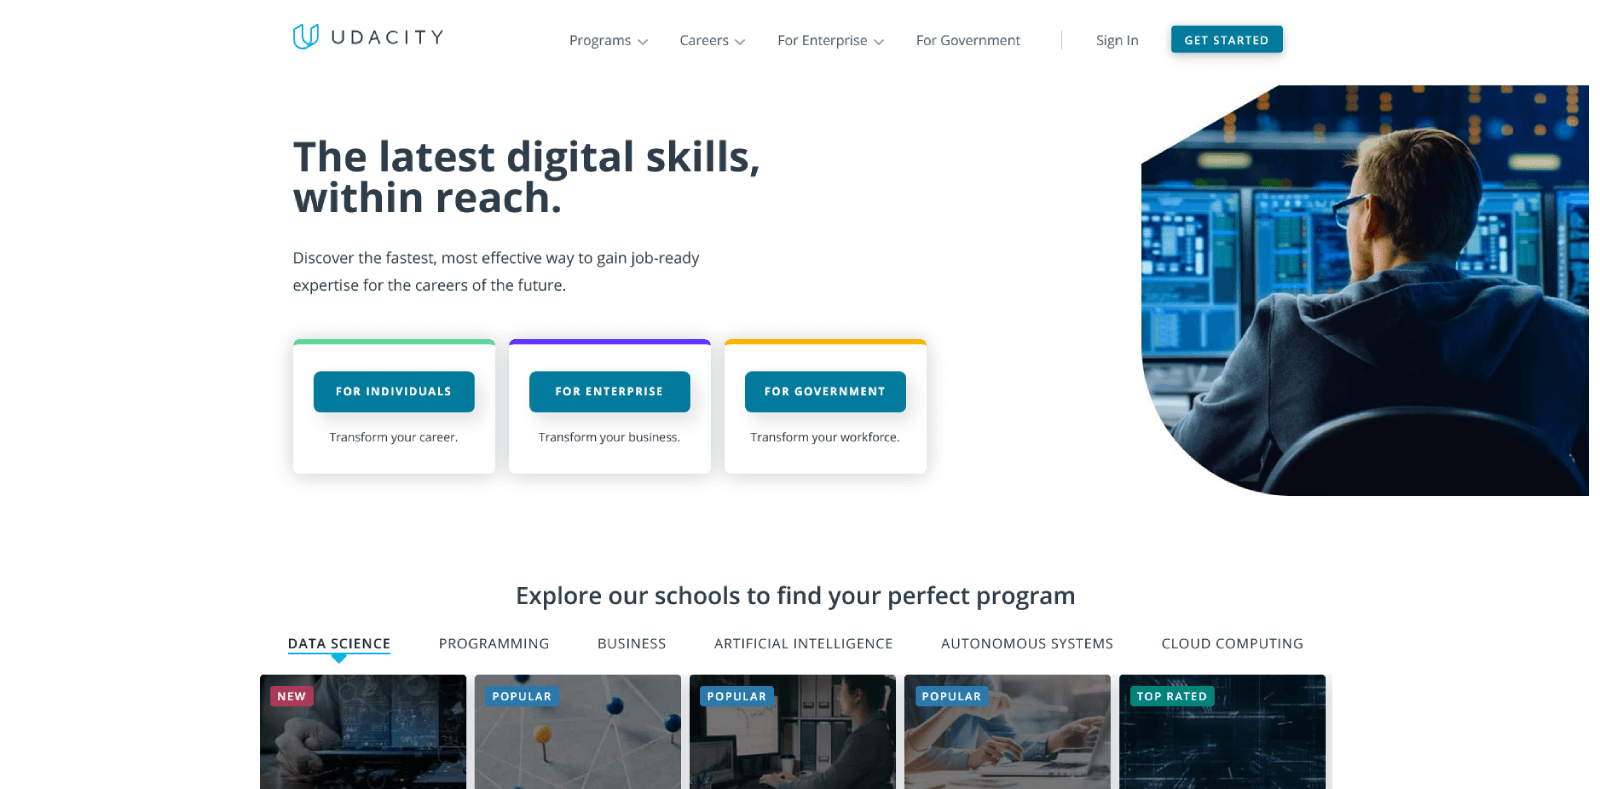 UDACITY
Programs
Careers
For Enterprise
For Government
Sign In
GET STARTED
The latest digital skills,
within reach.
Discover the fastest, most effective way to gain job-ready
expertise for the careers of the future.
FOR INDIVIDUALS
Transform your career.
FOR ENTERPRISE
Transform your business.
FOR GOVERNMENT
Transform your workforce.
Explore our schools to find your perfect program
DATA SCIENCE
PROGRAMMING
BUSINESS
ARTIFICIAL INTELLIGENCE
AUTONOMOUS SYSTEMS
CLOUD COMPUTING
NEW
POPULAR
POPULAR
POPULAR
TOP RATED